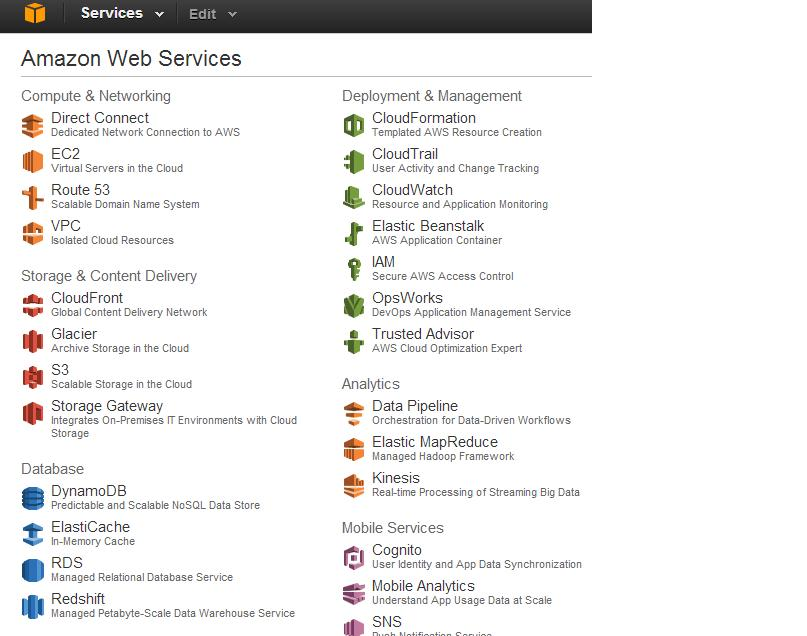 Services
Edit
Amazon Web Services
Compute & Networking
Direct Connect
Dedicated Network Connection to AWS
EC2
Virtual Servers in the Cloud
Route 53
Scalable Domain Name System
VPC
Isolated Cloud Resources
Storage & Content Delivery
CloudFront
Global Content Delivery Network
Glacier
Archive Storage in the Cloud
S3
Scalable Storage in the Cloud
Storage Gateway
Integrates On-Premises IT Environments with Cloud
Storage
Database
DynamoDB
Predictable and Scalable NoSQL Data Store
ElastiCache
In-Memory Cache
RDS
Managed Relational Database Service
Redshift
Managed Petabyte-Scale Data Warehouse Service
Deployment & Management
CloudFormation
Templated AWS Resource Creation
CloudTrail
User Activity and Change Tracking
CloudWatch
Resource and Application Monitoring
Elastic Beanstalk
AWS Application Container
IAM
Secure AWS Access Control
OpsWorks
DevOps Application Management Service
Trusted Advisor
AWS Cloud Optimization Expert
Analytics
Data Pipeline
Orchestration for Data-Driven Workflows
Elastic MapReduce
Managed Hadoop Framework
Kinesis
Real-time Processing of Streaming Big Data
Mobile Services
Cognito
User Identity and App Data Synchronization
Mobile Analytics
Understand App Usage Data at Scale
SNS
Push Notification Service